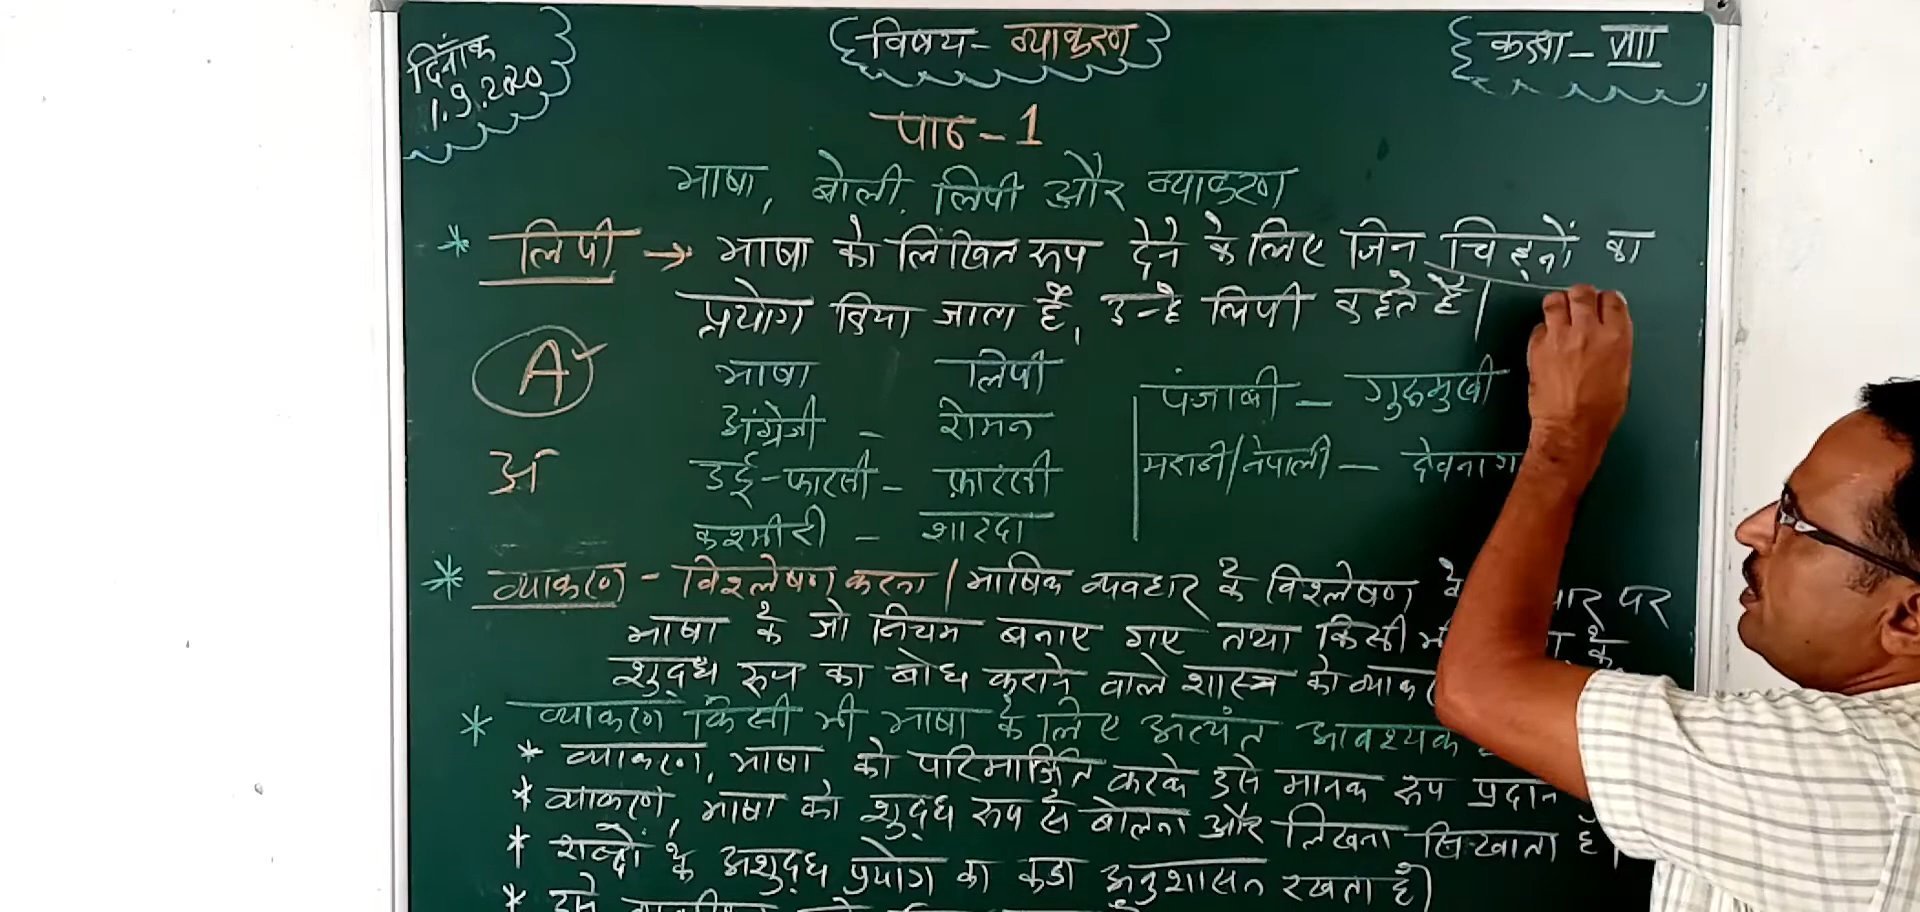 दिनाँक
1.9.2020
विषय - व्याकरण
कक्षा - VIII
पाठ - 1
भाषा, बोली, लिपी और व्याकरण
* लिपी → भाषा को लिखित रूप देने के लिए जिन चिह्नों का
प्रयोग किया जाता है, उन्हे लिपी कहते हैं।
A
अ
भाषा लिपी
अंग्रेजी - रोमन
उर्दू-फारसी - फ़ारसी
कश्मीरी - शारदा
पंजाबी - गुरुमुखी
मराठी/नेपाली - देवनाग
* व्याकरण - विश्लेषण करना / भाषिक व्यवहार के विश्लेषण के पर
भाषा के जो नियम बनाए गए तथा किसी के
शुद्ध रूप का बोध कराने वाले शास्त्र को व्याक
* व्याकरण किसी भी भाषा के लिए अत्यंत आवश्यक
* व्याकरण, भाषा को परिमार्जित करके उसे मानक रूप प्रदान
* व्याकरण, भाषा को शुद्ध रूप से बोलना और लिखना सिखाता है।
* शब्दों के अशुद्ध प्रयोग का कडा अनुशासन रखता है।
* इसे